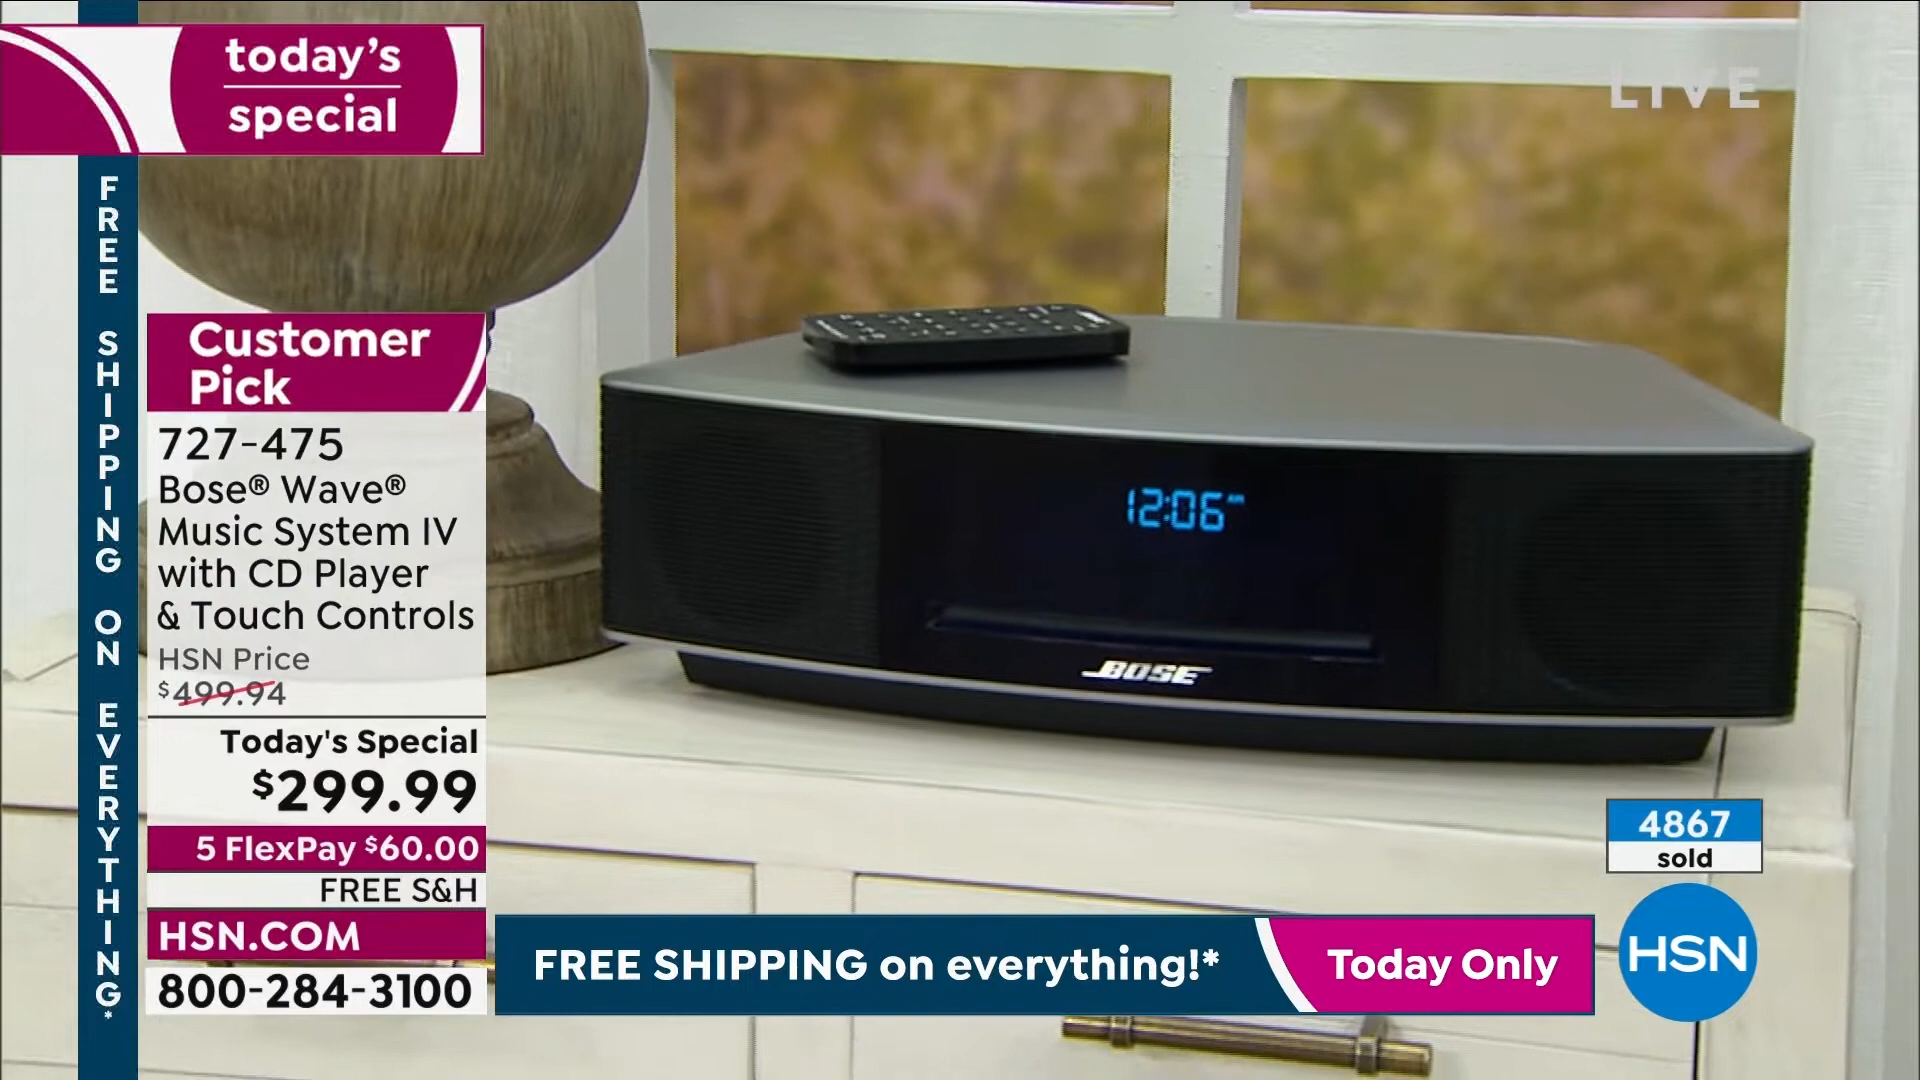 today's
special
LIVE
FREE SHIPPING ON EVERYTHING*
Customer
Pick
727-475
Bose® Wave®
Music System IV
with CD Player
& Touch Controls
HSN Price
$499.94
Today's Special
$299.99
5 FlexPay $60.00
FREE S&H
HSN.COM
800-284-3100
12:06 AM
BOSE
4867
sold
FREE SHIPPING on everything!*
Today Only
HSN